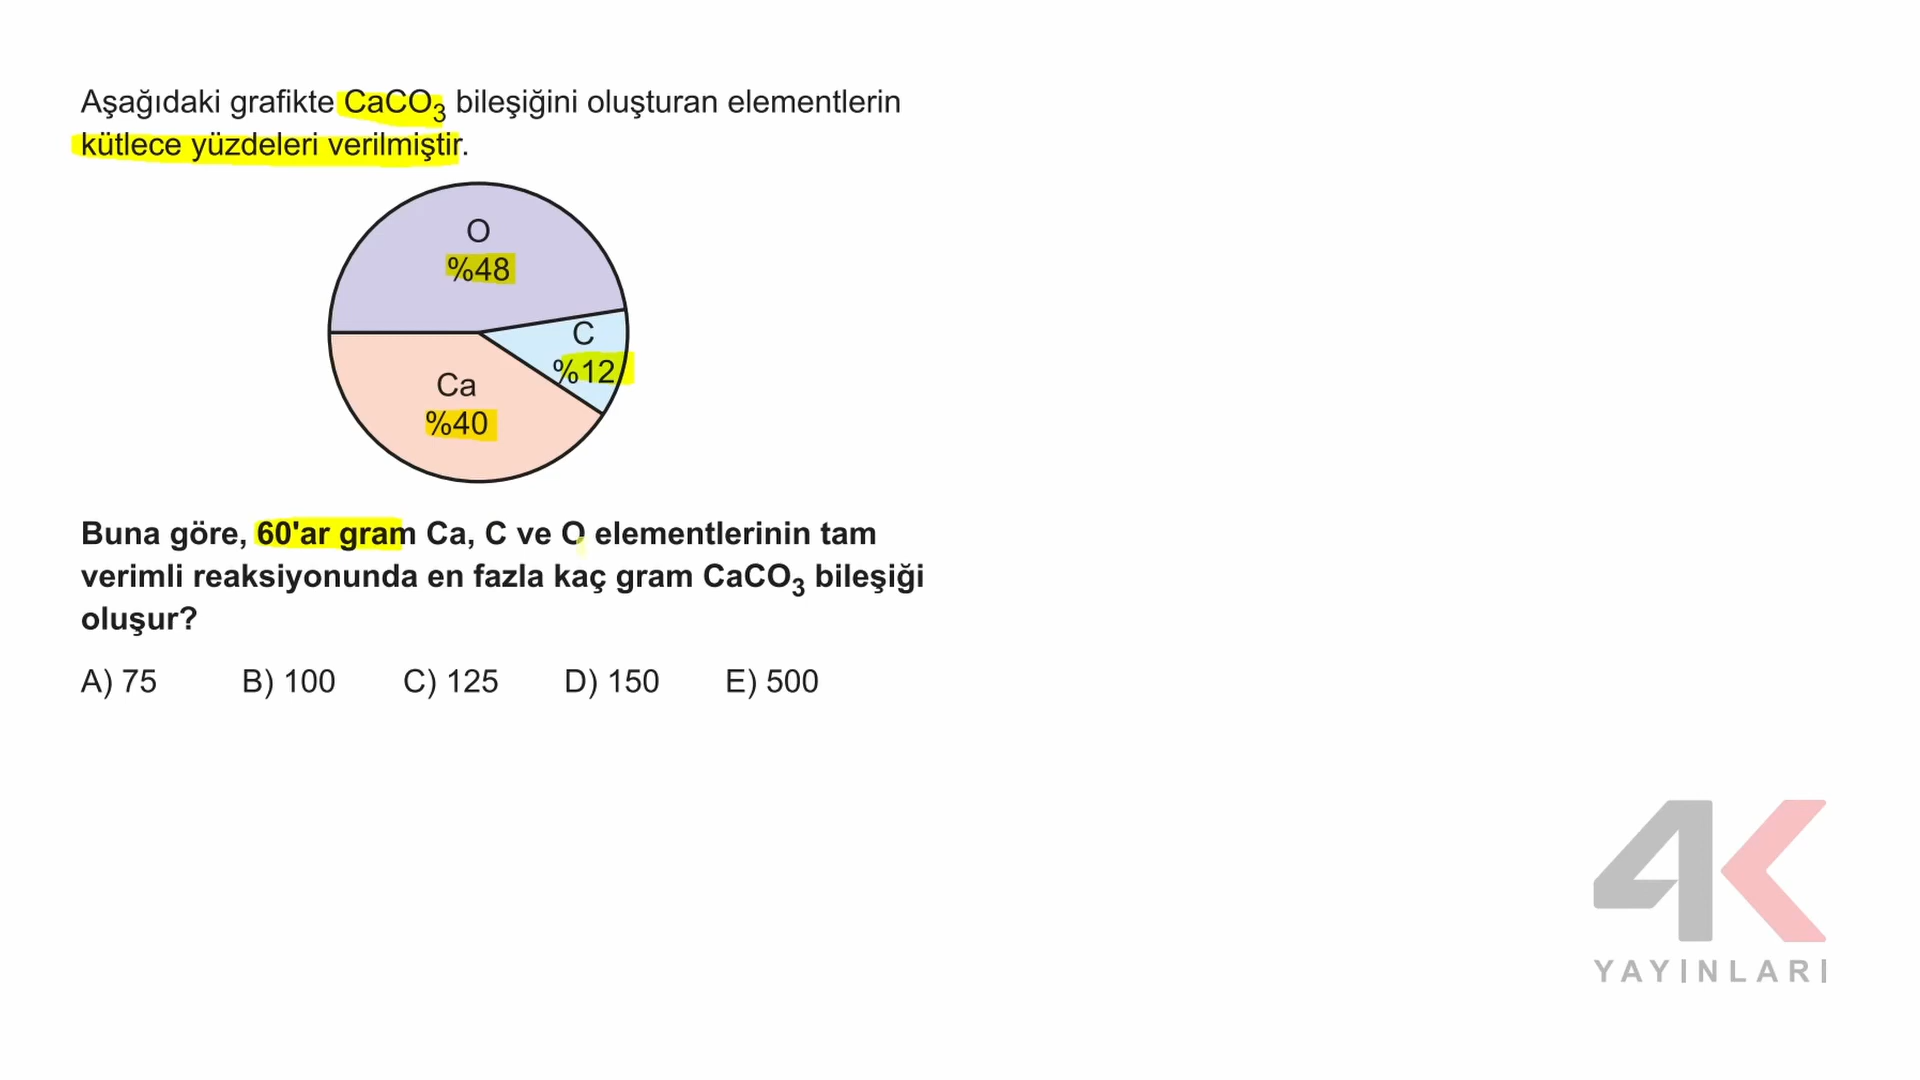 Aşağıdaki grafikte CaCO₃ bileşiğini oluşturan elementlerin
kütlece yüzdeleri verilmiştir.
O
%48
C
%12
Ca
%40
Buna göre, 60'ar gram Ca, C ve O elementlerinin tam
verimli reaksiyonunda en fazla kaç gram CaCO₃ bileşiği
oluşur?
A) 75 B) 100 C) 125 D) 150 E) 500
4K
YAYINLARI